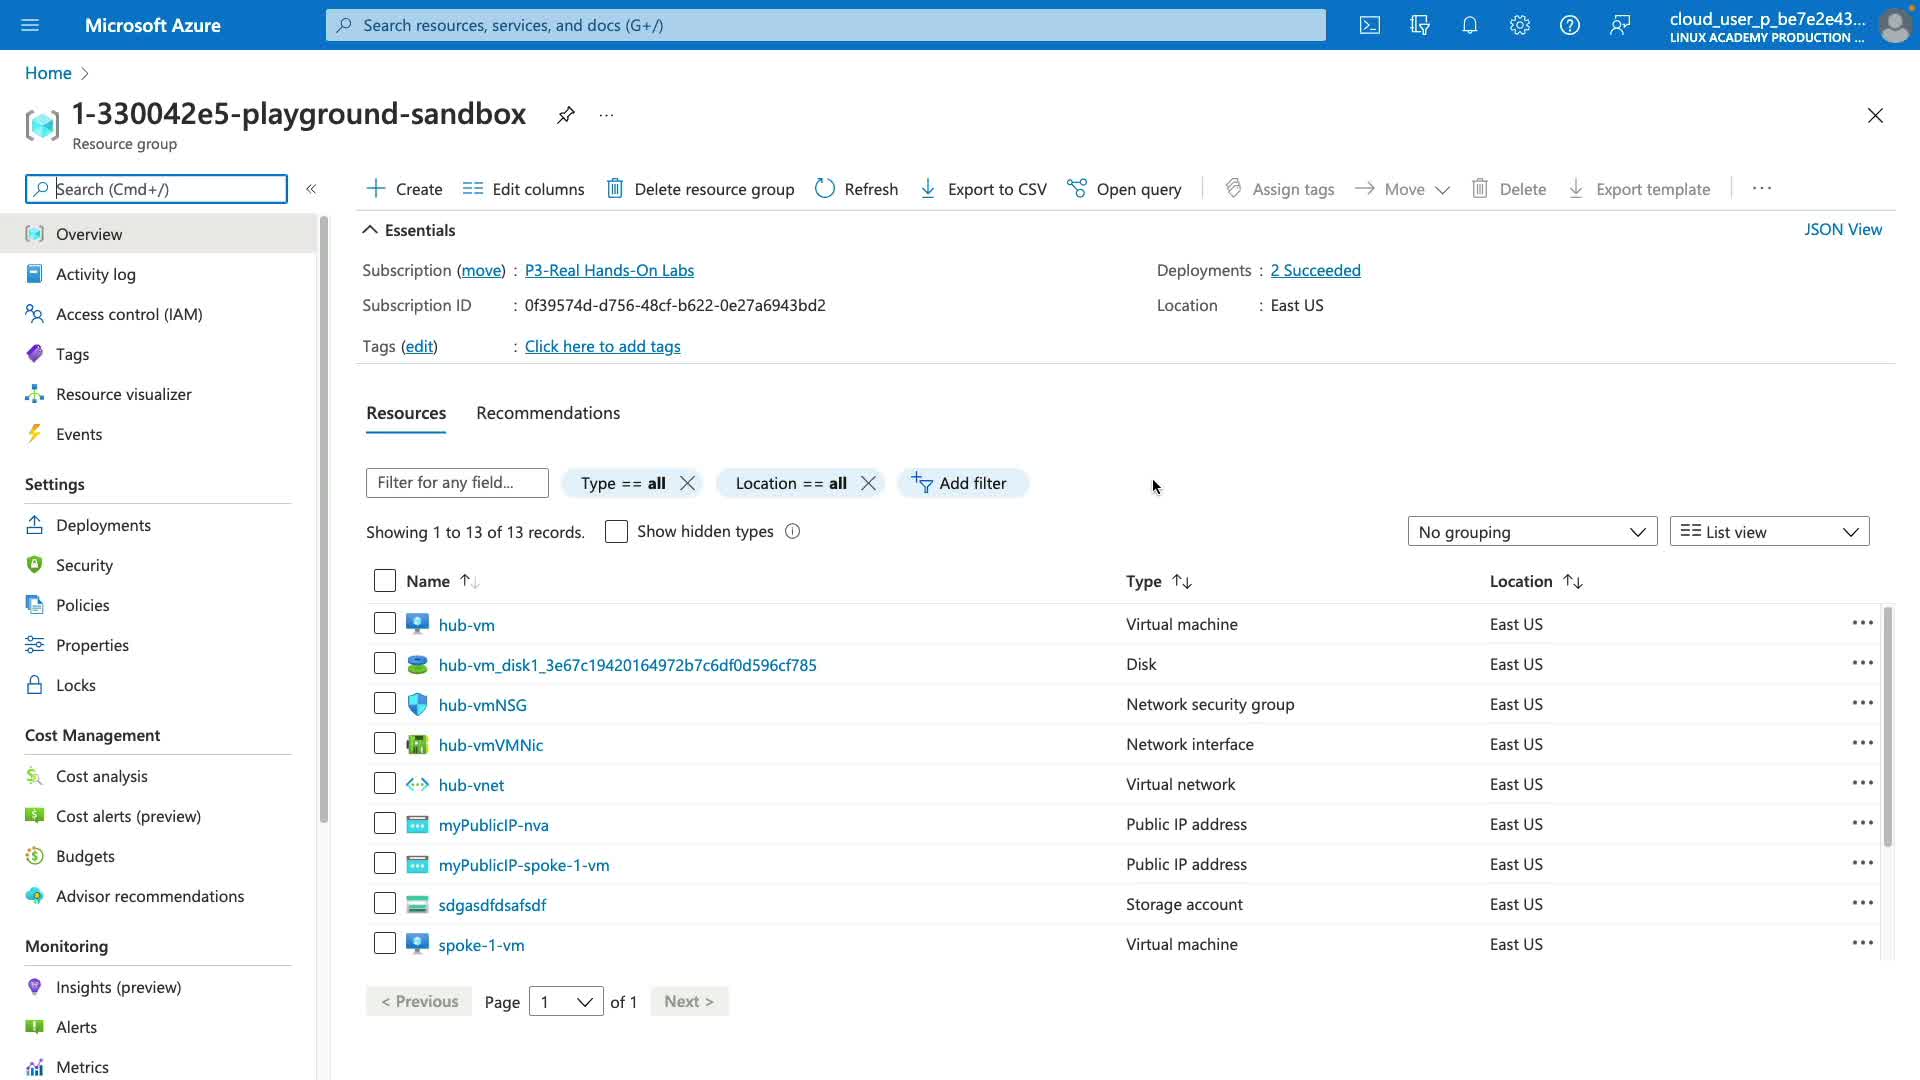 Microsoft Azure
Search resources, services, and docs (G+/)
cloud_user_p_be7e2e43...
LINUX ACADEMY PRODUCTION ...
Home
1-330042e5-playground-sandbox
Resource group
Search (Cmd+/)
Create
Edit columns
Delete resource group
Refresh
Export to CSV
Open query
Assign tags
Move
Delete
Export template
Overview
Activity log
Access control (IAM)
Tags
Resource visualizer
Events
Settings
Deployments
Security
Policies
Properties
Locks
Cost Management
Cost analysis
Cost alerts (preview)
Budgets
Advisor recommendations
Monitoring
Insights (preview)
Alerts
Metrics
Essentials
JSON View
Subscription (move) : P3-Real Hands-On Labs
Deployments : 2 Succeeded
Subscription ID : 0f39574d-d756-48cf-b622-0e27a6943bd2
Location : East US
Tags (edit) : Click here to add tags
Resources Recommendations
Filter for any field...
Type == all
Location == all
Add filter
Showing 1 to 13 of 13 records.
Show hidden types
No grouping
List view
Name Type Location
hub-vm Virtual machine East US
hub-vm_disk1_3e67c19420164972b7c6df0d596cf785 Disk East US
hub-vmNSG Network security group East US
hub-vmVMNic Network interface East US
hub-vnet Virtual network East US
myPublicIP-nva Public IP address East US
myPublicIP-spoke-1-vm Public IP address East US
sdgasdfdsafsdf Storage account East US
spoke-1-vm Virtual machine East US
< Previous Page 1 of 1 Next >